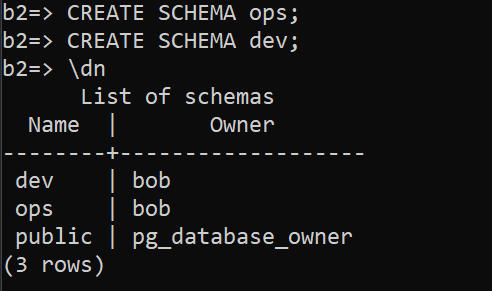 b2=> CREATE SCHEMA ops;
b2=> CREATE SCHEMA dev;
b2=> \dn
      List of schemas
  Name  |       Owner
--------+-------------------
 dev    | bob
 ops    | bob
 public | pg_database_owner
(3 rows)